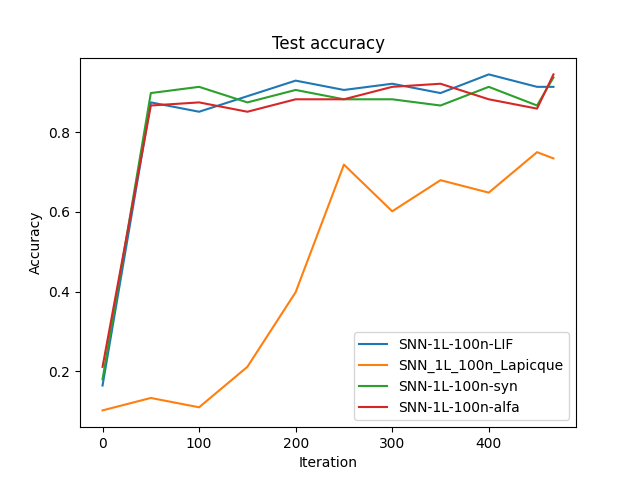 Test accuracy
Accuracy
0.8
0.6
0.4
0.2
0
100
200
300
400
Iteration
SNN-1L-100n-LIF
SNN_1L_100n_Lapicque
SNN-1L-100n-syn
SNN-1L-100n-alfa